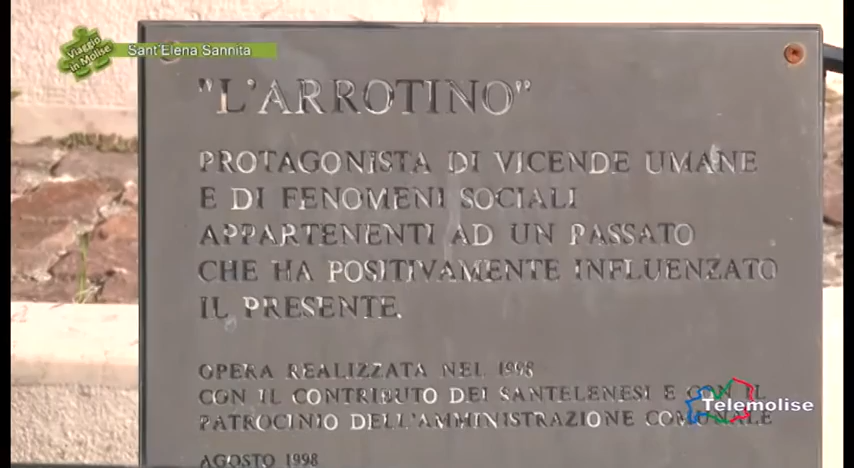 Viaggio
in Molise
Sant'Elena Sannita
"L'ARROTINO"
PROTAGONISTA DI VICENDE UMANE
E DI FENOMENI SOCIALI
APPARTENENTI AD UN PASSATO
CHE HA POSITIVAMENTE INFLUENZATO
IL PRESENTE.
OPERA REALIZZATA NEL 1998
CON IL CONTRIBUTO DEI SANTELENESI E CON IL
PATROCINIO DELL'AMMINISTRAZIONE COMUNALE
AGOSTO 1998
Telemolise